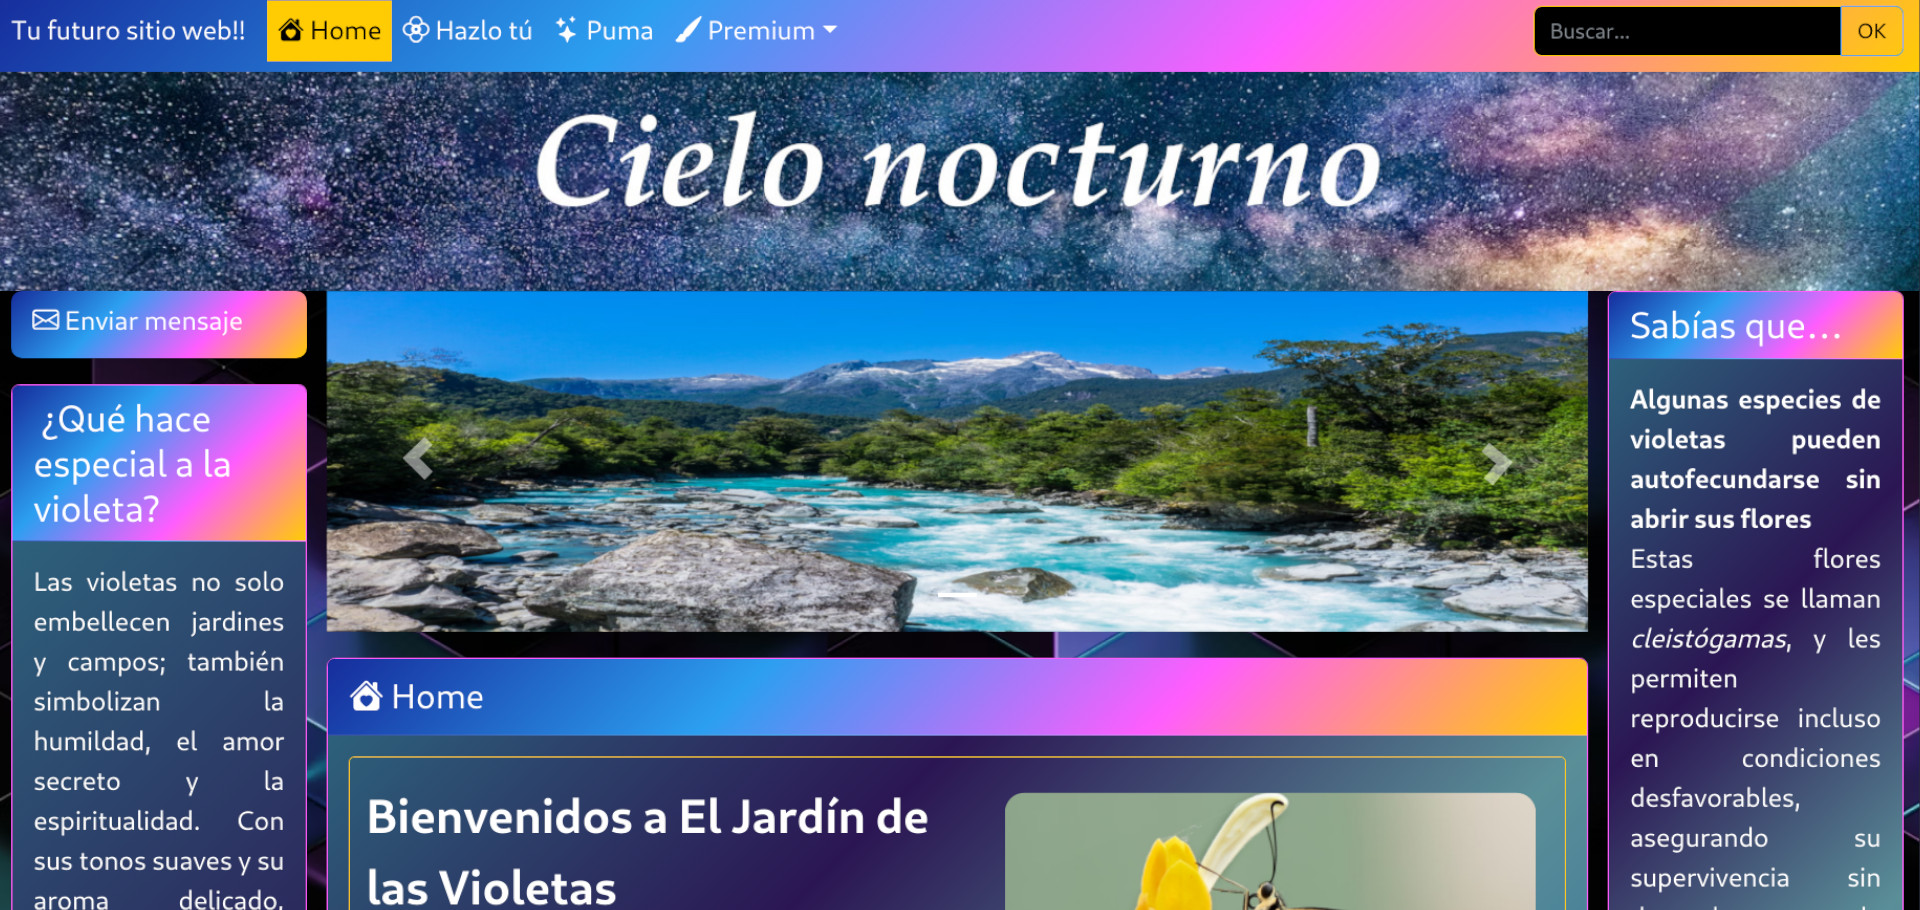 Tu futuro sitio web!! Home Hazlo tú Puma Premium Buscar... OK
Cielo nocturno
Enviar mensaje
¿Qué hace
especial a la
violeta?
Las violetas no solo
embellecen jardines
y campos; también
simbolizan la
humildad, el amor
secreto y la
espiritualidad. Con
sus tonos suaves y su
aroma delicado,
Home
Bienvenidos a El Jardín de
las Violetas
Sabías que...
Algunas especies de
violetas pueden
autofecundarse sin
abrir sus flores
Estas flores
especiales se llaman
cleistógamas, y les
permiten
reproducirse incluso
en condiciones
desfavorables,
asegurando su
supervivencia sin